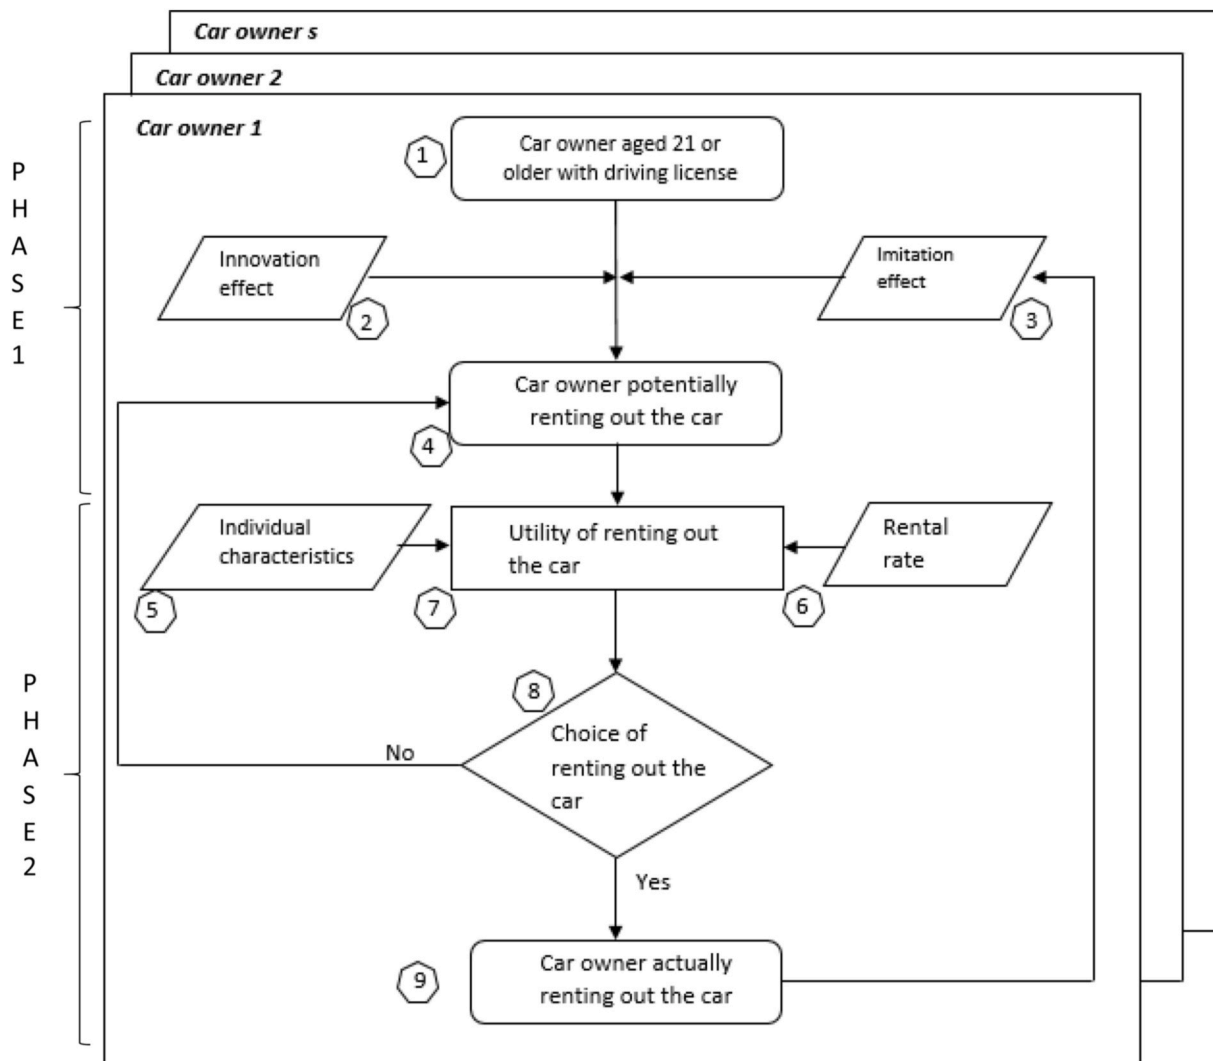 Car owner s
Car owner 2
Car owner 1
PHASE1
1
Car owner aged 21 or
older with driving license
Innovation
effect
2
Imitation
effect
3
Car owner potentially
renting out the car
4
PHASE2
Individual
characteristics
5
Utility of renting out
the car
7
Rental
rate
6
8
Choice of
renting out the
car
No
Yes
9
Car owner actually
renting out the car